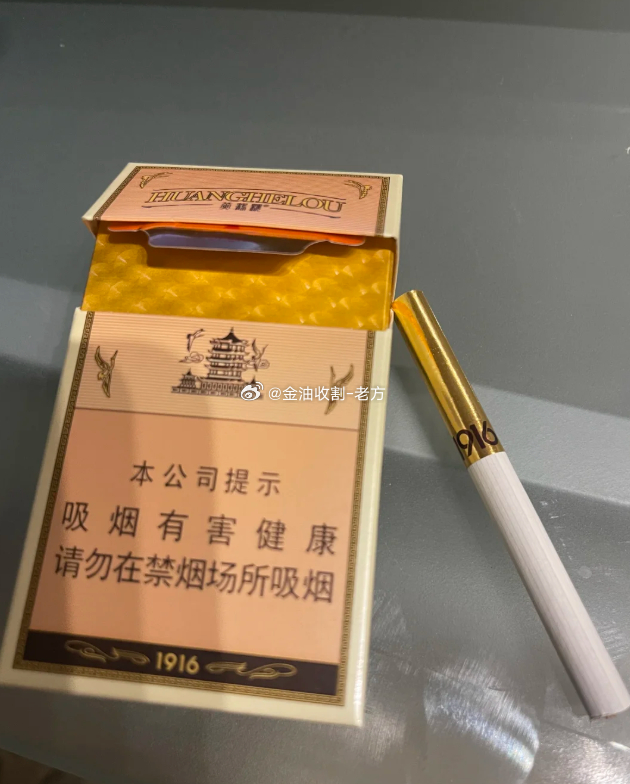 HUANGHELOU
黄鹤楼
@金油收割-老方
1916
本公司提示
吸烟有害健康
请勿在禁烟场所吸烟
1916